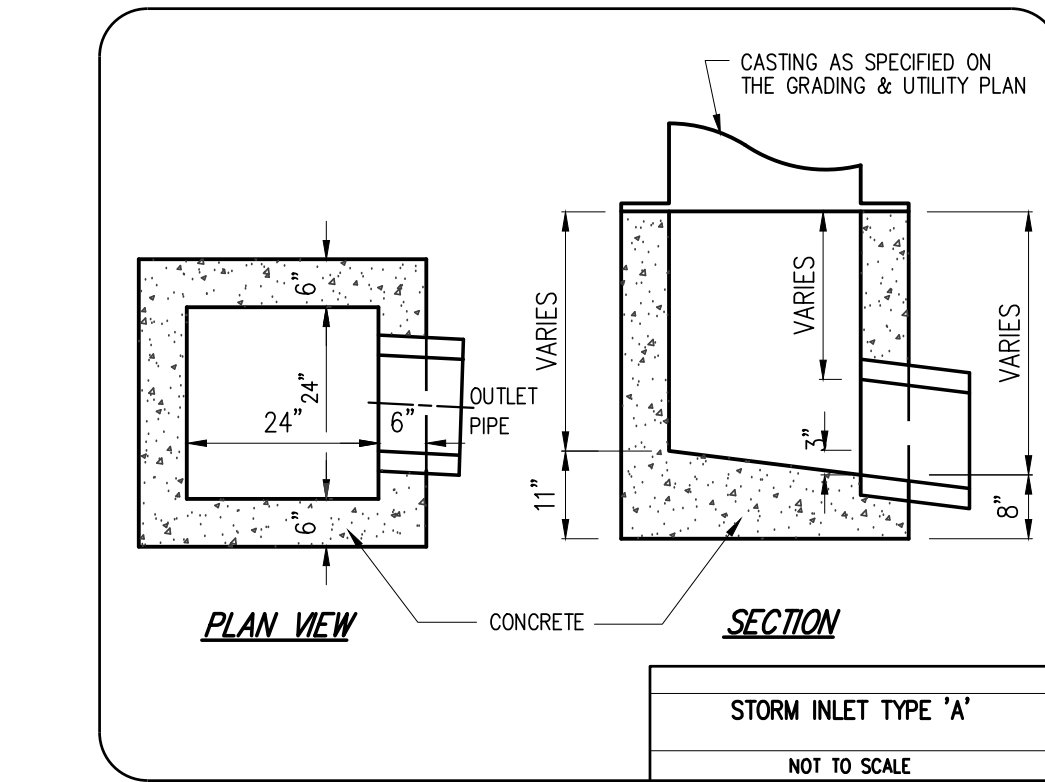 CASTING AS SPECIFIED ON
THE GRADING & UTILITY PLAN
6"
24"
24"
6"
6"
OUTLET
PIPE
VARIES
VARIES
VARIES
3"
11"
8"
CONCRETE
PLAN VIEW
SECTION
STORM INLET TYPE 'A'
NOT TO SCALE